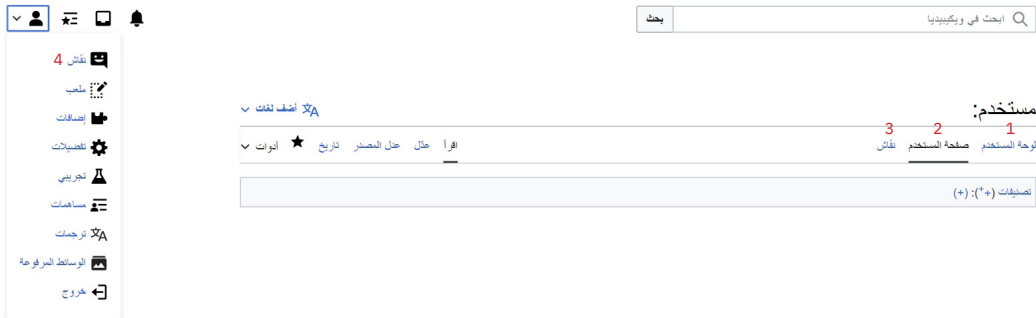 ابحث في ويكيبيديا
بحث
مستخدم:
أضف لغات
1
2
3
لوحة المستخدم
صفحة المستخدم
نقاش
اقرأ
عدّل
عدل المصدر
تاريخ
أدوات
تصنيفات (+⁺): (+)
نقاش 4
ملعب
إضافات
تفضيلات
تجريبي
مساهمات
ترجمات
الوسائط المرفوعة
خروج